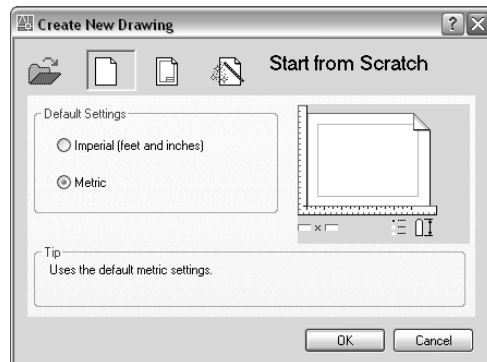 Create New Drawing
Start from Scratch
Default Settings
Imperial (feet and inches)
Metric
Tip
Uses the default metric settings.
OK
Cancel